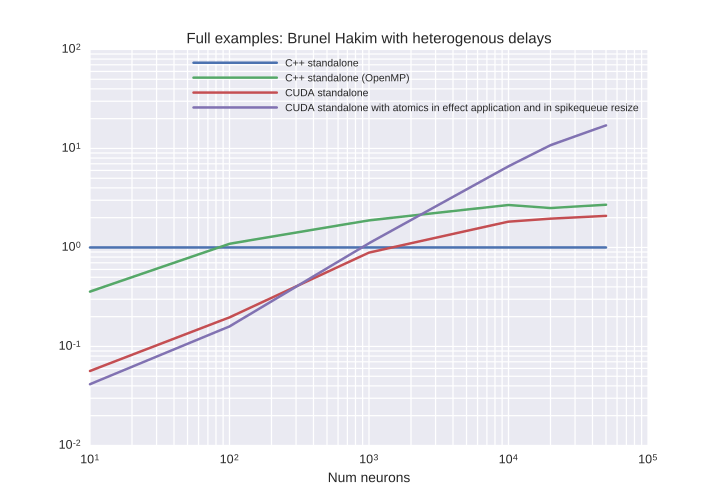 Full examples: Brunel Hakim with heterogenous delays
C++ standalone
C++ standalone (OpenMP)
CUDA standalone
CUDA standalone with atomics in effect application and in spikequeue resize
10²
10¹
10⁰
10⁻¹
10⁻²
10¹ 10² 10³ 10⁴ 10⁵
Num neurons